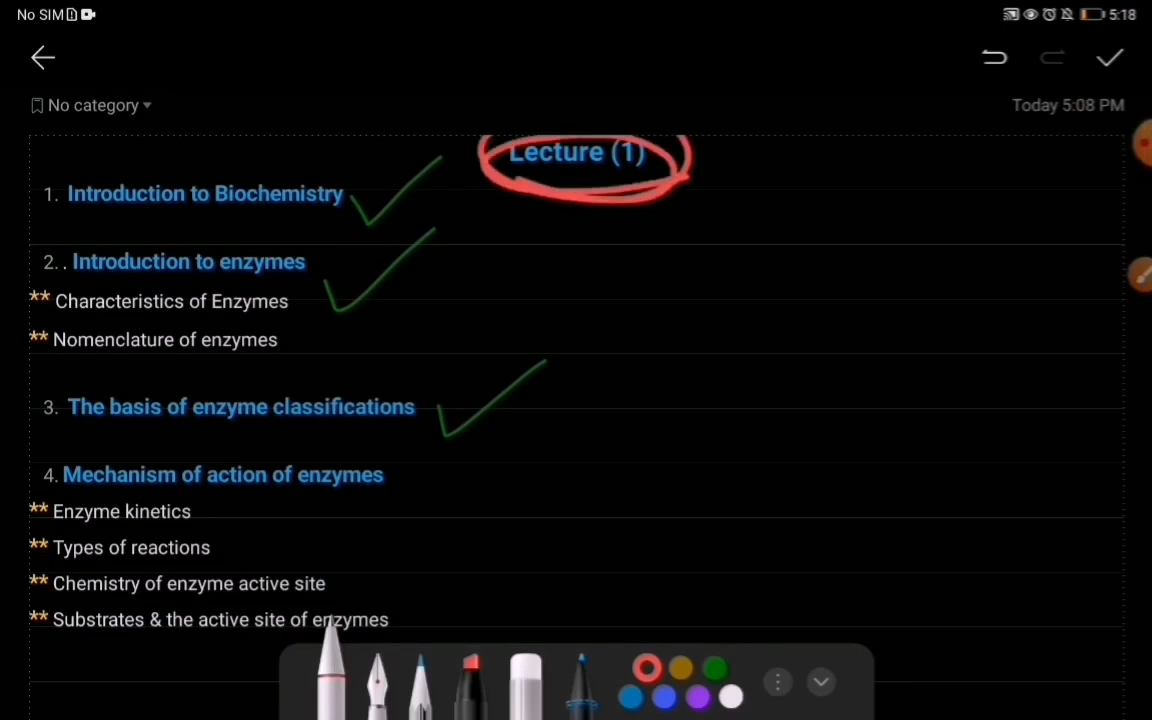 No SIM 5:18
No category
Today 5:08 PM
Lecture (1)
1. Introduction to Biochemistry
2. . Introduction to enzymes
** Characteristics of Enzymes
** Nomenclature of enzymes
3. The basis of enzyme classifications
4. Mechanism of action of enzymes
** Enzyme kinetics
** Types of reactions
** Chemistry of enzyme active site
** Substrates & the active site of enzymes